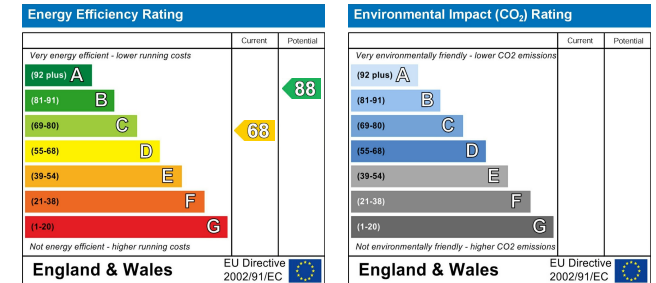 Energy Efficiency Rating
Current Potential
Very energy efficient - lower running costs
(92 plus) A
(81-91) B
(69-80) C
(55-68) D
(39-54) E
(21-38) F
(1-20) G
68
88
Not energy efficient - higher running costs
England & Wales
EU Directive
2002/91/EC
Environmental Impact (CO₂) Rating
Current Potential
Very environmentally friendly - lower CO2 emissions
(92 plus) A
(81-91) B
(69-80) C
(55-68) D
(39-54) E
(21-38) F
(1-20) G
Not environmentally friendly - higher CO2 emissions
England & Wales
EU Directive
2002/91/EC